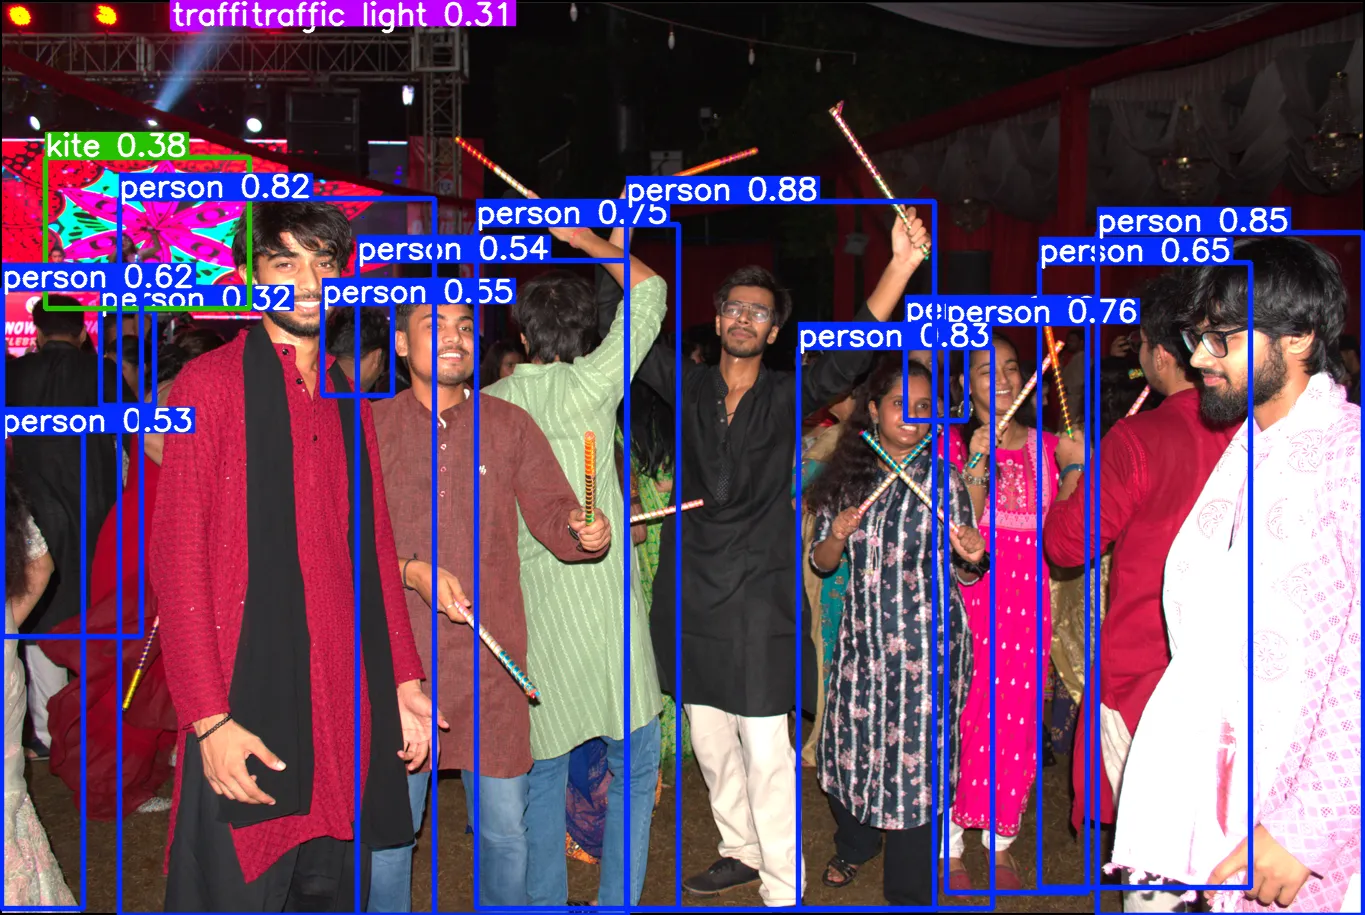 traffitraffic light 0.31
kite 0.38
person 0.82
person 0.88
person 0.75
person 0.85
person 0.54
person 0.65
person 0.62
person 0.32
person 0.55
pe
person 0.76
person 0.83
NOW
person 0.53